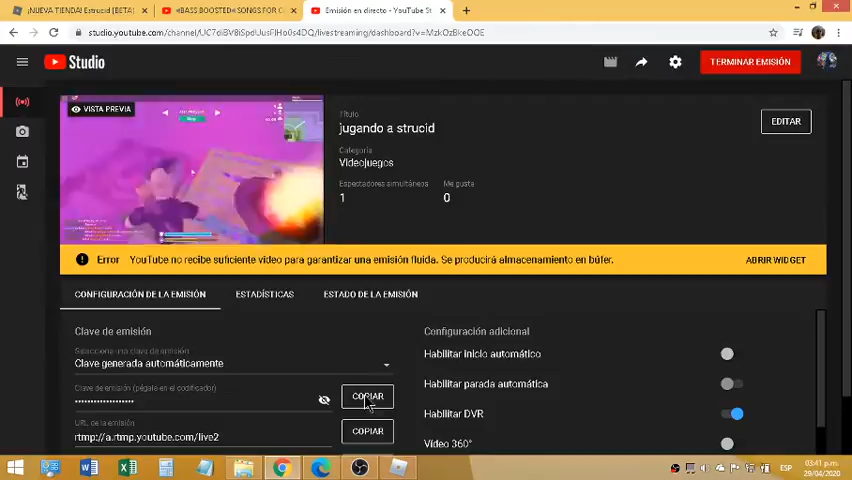 ¡NUEVA TIENDA! Estrucid [BETA]
«BASS BOOSTED» SONGS FOR C
Emisión en directo - YouTube St
studio.youtube.com/channel/
Studio
TERMINAR EMISIÓN
VISTA PREVIA
Título
jugando a strucid
EDITAR
Categoría
Videojuegos
Espectadores simultáneos
Me gusta
1
0
Error YouTube no recibe suficiente vídeo para garantizar una emisión fluida. Se producirá almacenamiento en búfer.
ABRIR WIDGET
CONFIGURACIÓN DE LA EMISIÓN
ESTADÍSTICAS
ESTADO DE LA EMISIÓN
Clave de emisión
Configuración adicional
Selecciona una clave de emisión
Clave generada automáticamente
Habilitar inicio automático
Clave de emisión (pégala en el codificador)
Habilitar parada automática
COPIAR
URL de la emisión
Habilitar DVR
rtmp://a.rtmp.youtube.com/live2
COPIAR
Vídeo 360°
ESP
03:41 p.m.
29/04/2020